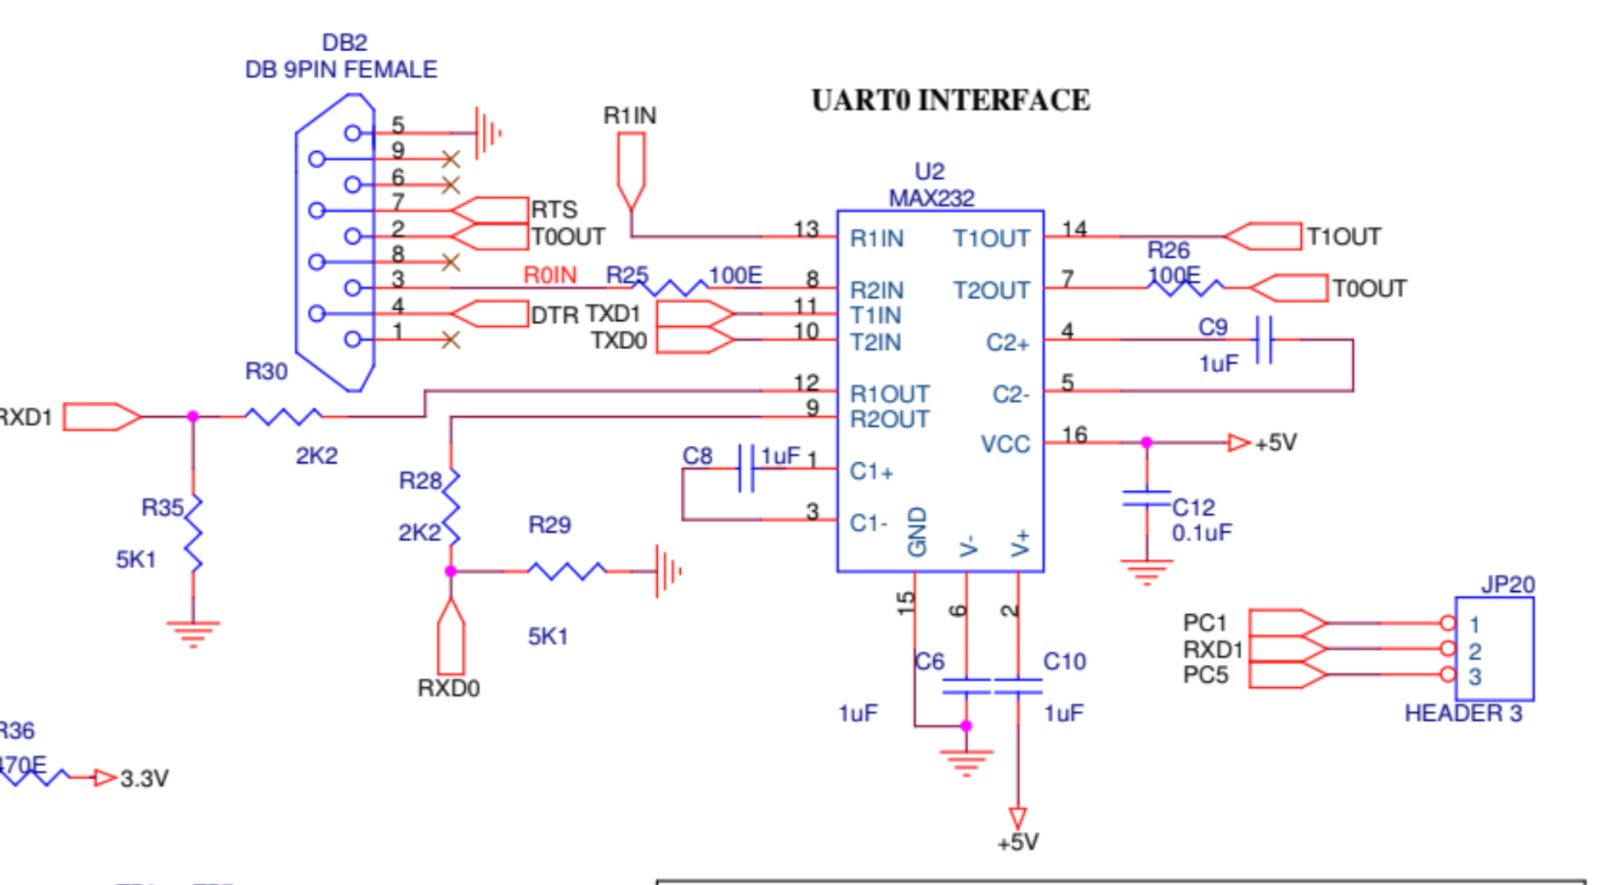 DB2
DB 9PIN FEMALE
UART0 INTERFACE
R1IN
5
9
6
7
2
8
3
4
1
RTS
T0OUT
R0IN
DTR
R25
100E
TXD1
TXD0
U2
MAX232
13
8
11
10
12
9
1
3
R1IN
R2IN
T1IN
T2IN
R1OUT
R2OUT
C1+
C1-
T1OUT
T2OUT
C2+
C2-
VCC
GND
V-
V+
14
7
4
5
16
15
6
2
T1OUT
R26
100E
T0OUT
C9
1uF
+5V
C12
0.1uF
R30
2K2
RXD1
R35
5K1
R28
2K2
R29
5K1
RXD0
C8
1uF
C6
1uF
C10
1uF
+5V
JP20
PC1
RXD1
PC5
1
2
3
HEADER 3
R36
470E
3.3V